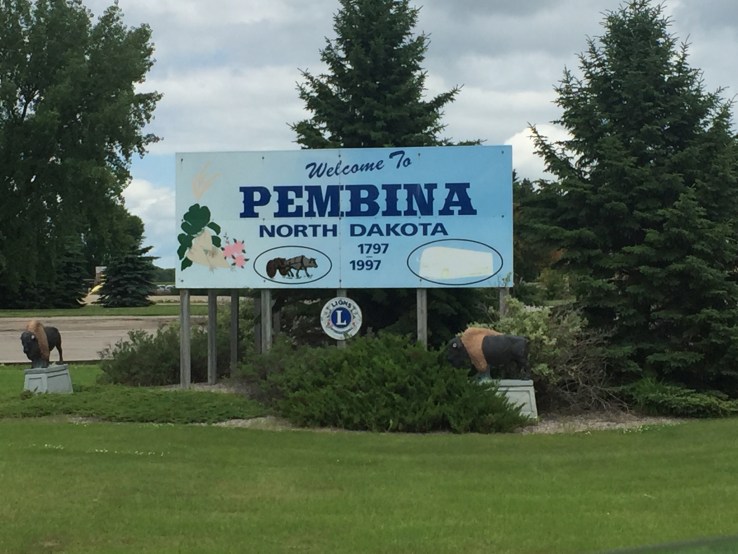 Welcome To
PEMBINA
NORTH DAKOTA
1797
-
1997
LIONS
L